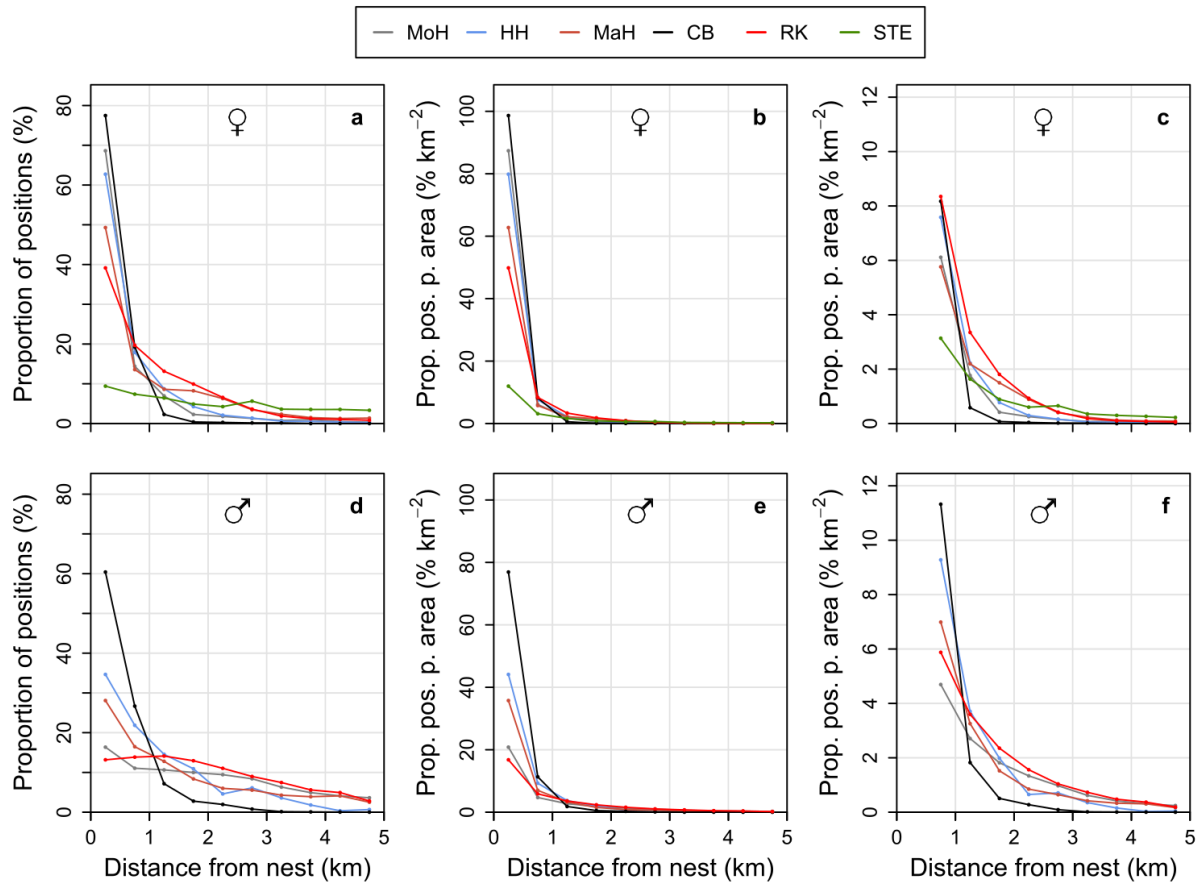 MoH HH MaH CB RK STE
Proportion of positions (%)
80
60
40
20
0
♀
a
Prop. pos. p. area (% km⁻²)
100
80
60
40
20
0
♀
b
Prop. pos. p. area (% km⁻²)
12
10
8
6
4
2
0
♀
c
Proportion of positions (%)
80
60
40
20
0
♂
d
0 1 2 3 4 5
Distance from nest (km)
Prop. pos. p. area (% km⁻²)
100
80
60
40
20
0
♂
e
0 1 2 3 4 5
Distance from nest (km)
Prop. pos. p. area (% km⁻²)
12
10
8
6
4
2
0
♂
f
0 1 2 3 4 5
Distance from nest (km)